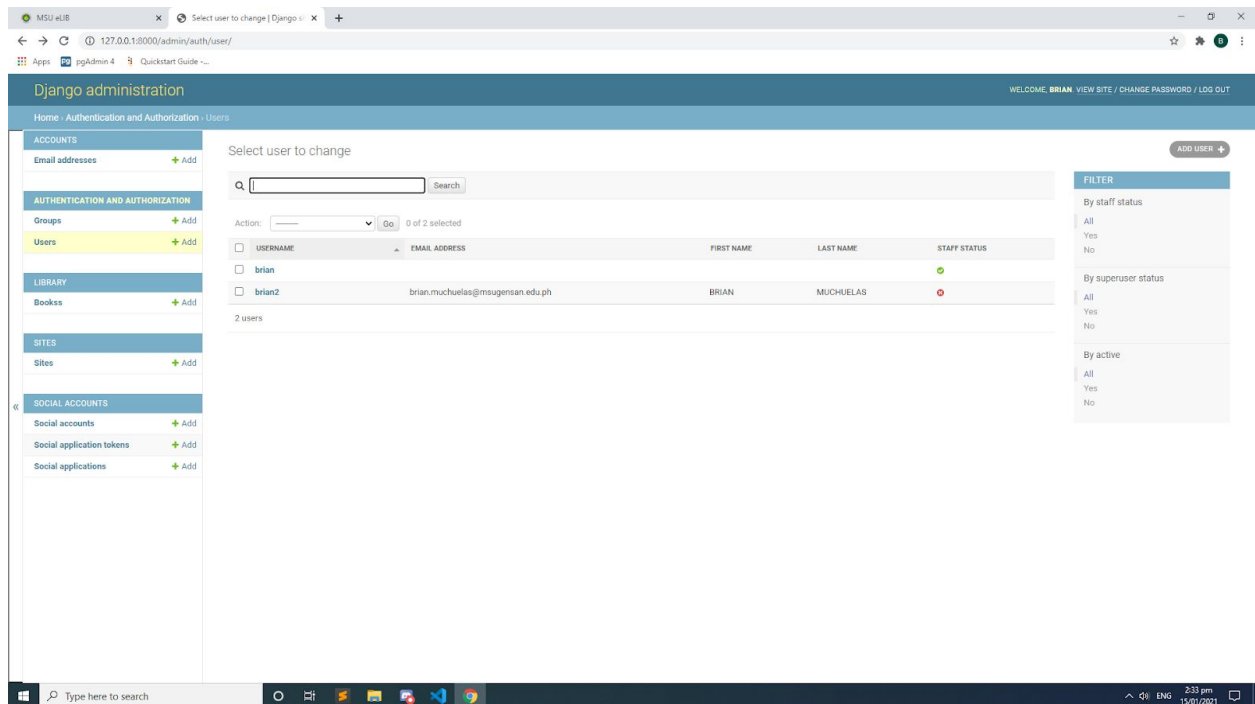 MSU eLIB
Select user to change | Django si
127.0.0.1:8000/admin/auth/user/
B
Apps
pgAdmin 4
Quickstart Guide -...
Django administration
WELCOME, BRIAN. VIEW SITE / CHANGE PASSWORD / LOG OUT
Home › Authentication and Authorization › Users
ACCOUNTS
Email addresses + Add
AUTHENTICATION AND AUTHORIZATION
Groups + Add
Users + Add
LIBRARY
Bookss + Add
SITES
Sites + Add
SOCIAL ACCOUNTS
Social accounts + Add
Social application tokens + Add
Social applications + Add
«
Select user to change
ADD USER +
Search
Action: --------- Go 0 of 2 selected
USERNAME EMAIL ADDRESS FIRST NAME LAST NAME STAFF STATUS
brian
brian2 brian.muchuelas@msugensan.edu.ph BRIAN MUCHUELAS
2 users
FILTER
By staff status
All
Yes
No
By superuser status
All
Yes
No
By active
All
Yes
No
Type here to search
ENG
2:33 pm
15/01/2021